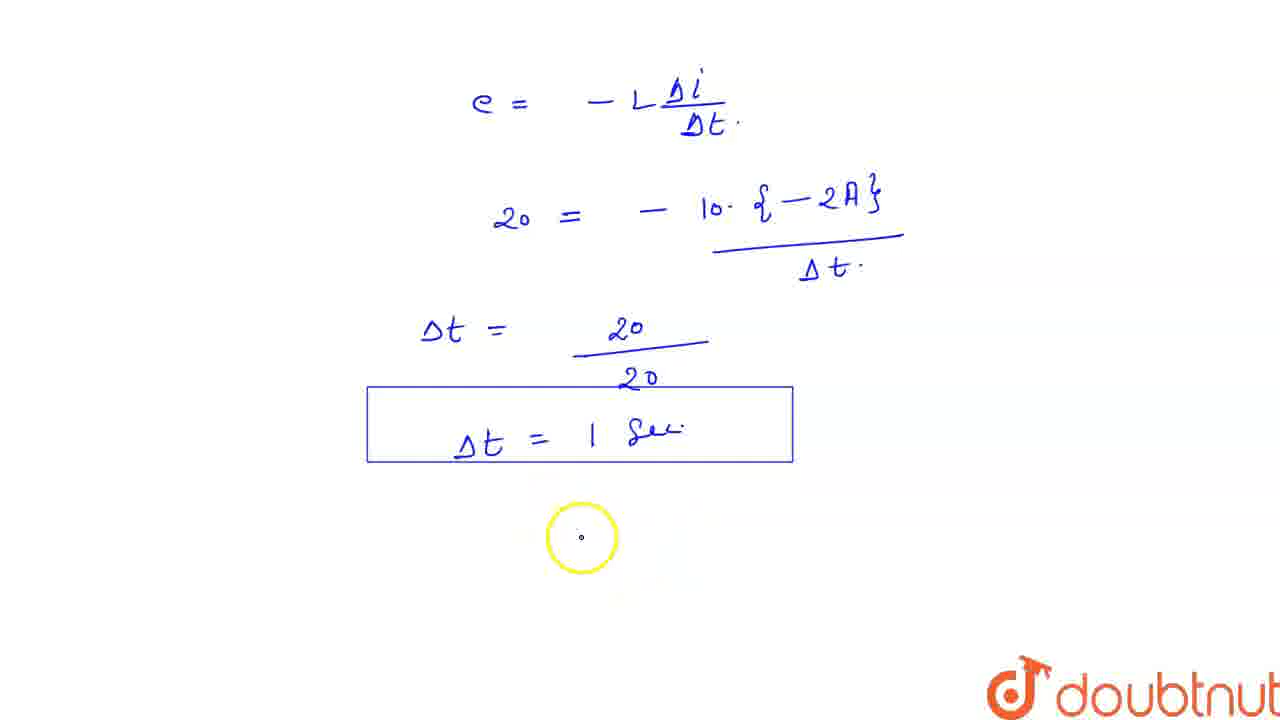 e = - L Δi / Δt.
20 = - 10. {- 2A} / Δt.
Δt = 20 / 20
Δt = 1 Sec.
doubtnut